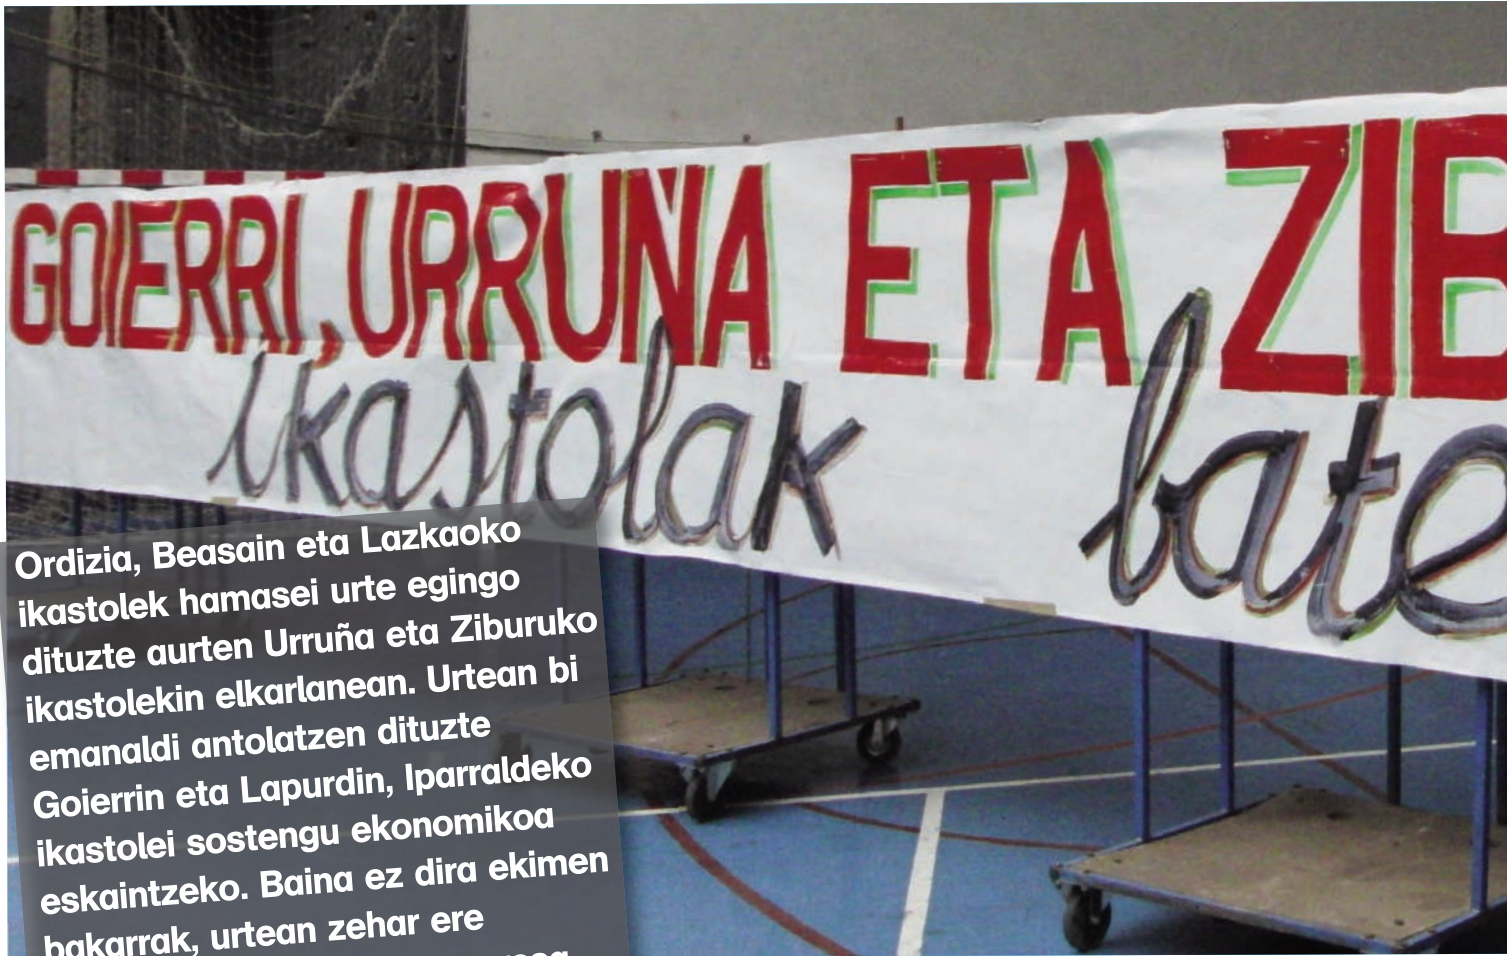 GOIERRI, URRUÑA ETA ZIB
ikastolak bate
Ordizia, Beasain eta Lazkaoko
ikastolek hamasei urte egingo
dituzte aurten Urruña eta Ziburuko
ikastolekin elkarlanean. Urtean bi
emanaldi antolatzen dituzte
Goierrin eta Lapurdin, Iparraldeko
ikastolei sostengu ekonomikoa
eskaintzeko. Baina ez dira ekimen
bakarrak, urtean zehar ere